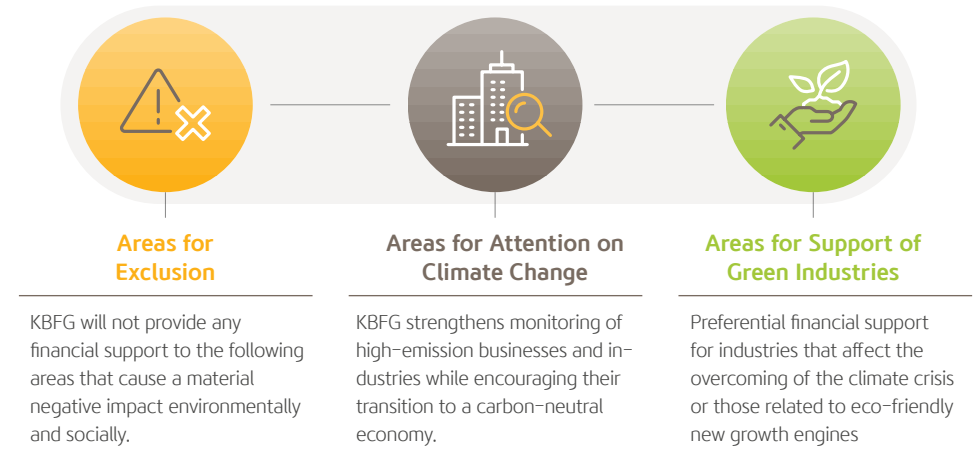 Areas for
Exclusion
KBFG will not provide any
financial support to the following
areas that cause a material
negative impact environmentally
and socially.
Areas for Attention on
Climate Change
KBFG strengthens monitoring of
high-emission businesses and in-
dustries while encouraging their
transition to a carbon-neutral
economy.
Areas for Support of
Green Industries
Preferential financial support
for industries that affect the
overcoming of the climate crisis
or those related to eco-friendly
new growth engines